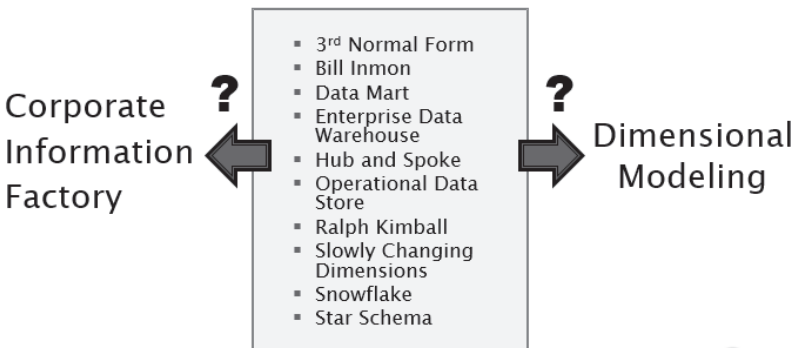 Corporate
Information
Factory
?
3rd Normal Form
Bill Inmon
Data Mart
Enterprise Data
Warehouse
Hub and Spoke
Operational Data
Store
Ralph Kimball
Slowly Changing
Dimensions
Snowflake
Star Schema
?
Dimensional
Modeling